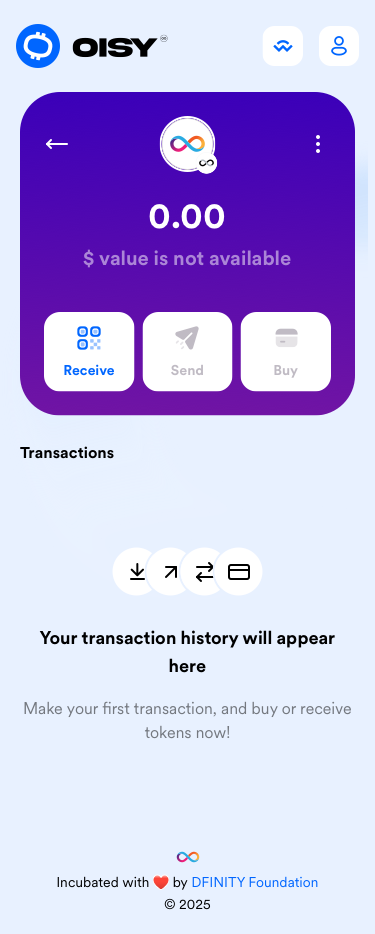 OISY
0.00
$ value is not available
Receive
Send
Buy
Transactions
Your transaction history will appear
here
Make your first transaction, and buy or receive
tokens now!
Incubated with ❤️ by DFINITY Foundation
© 2025